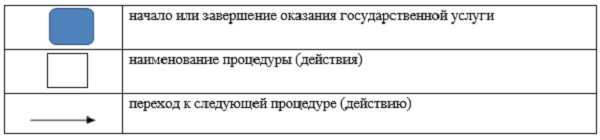 начало или завершение оказания государственной услуги
наименование процедуры (действия)
переход к следующей процедуре (действию)